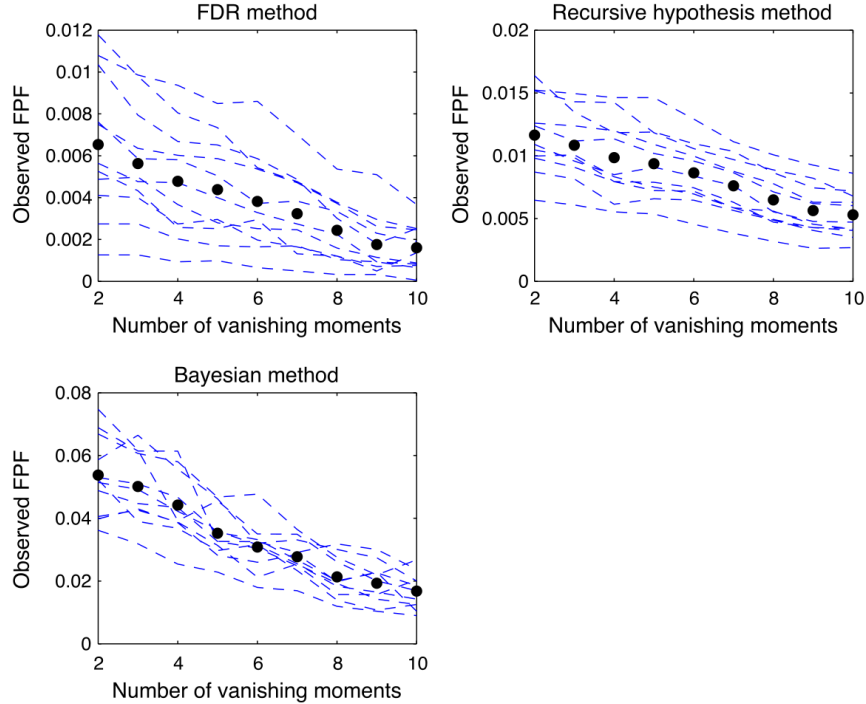 FDR method
0.012
0.01
0.008
0.006
0.004
0.002
0
Observed FPF
2 4 6 8 10
Number of vanishing moments
Recursive hypothesis method
0.02
0.015
0.01
0.005
0
Observed FPF
2 4 6 8 10
Number of vanishing moments
Bayesian method
0.08
0.06
0.04
0.02
0
Observed FPF
2 4 6 8 10
Number of vanishing moments